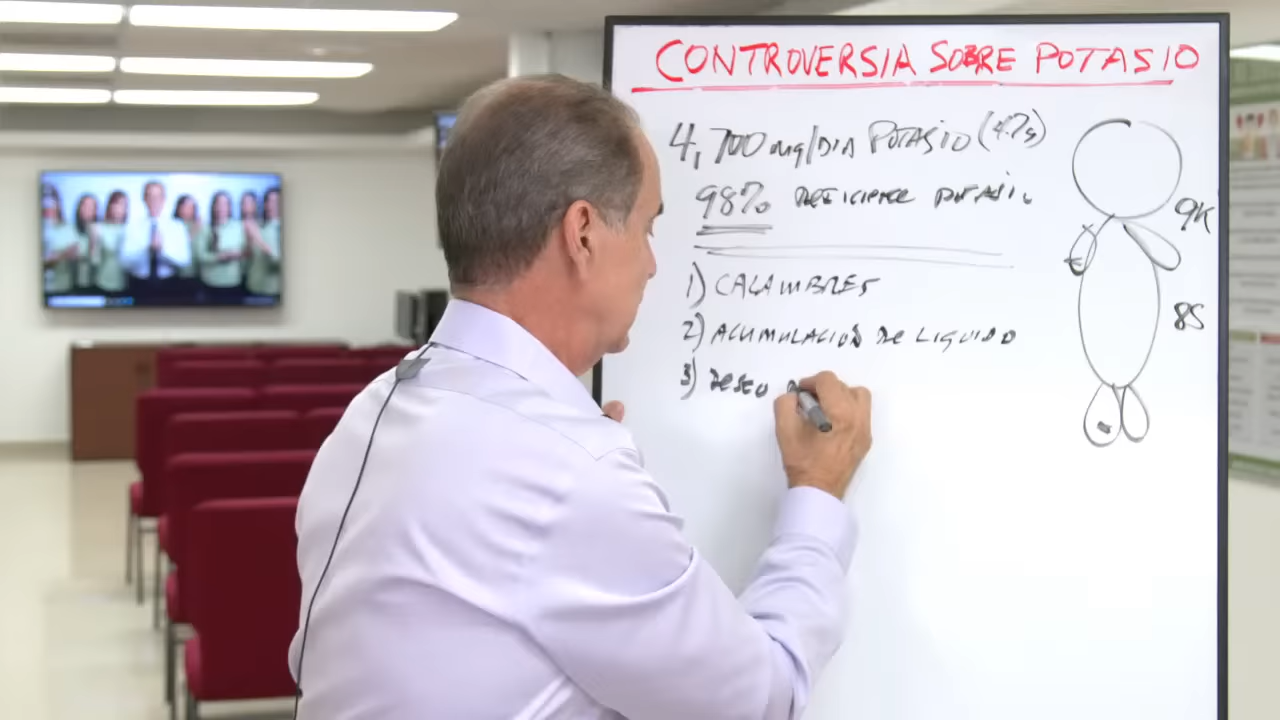 CONTROVERSIA SOBRE POTASIO
4,700 mg/DIA POTASIO (4.7g)
98% DEFICIENCE POTASIO
1) CALAMBRES
2) ACUMULACION DE LIQUIDO
3) DESEO
9K
85